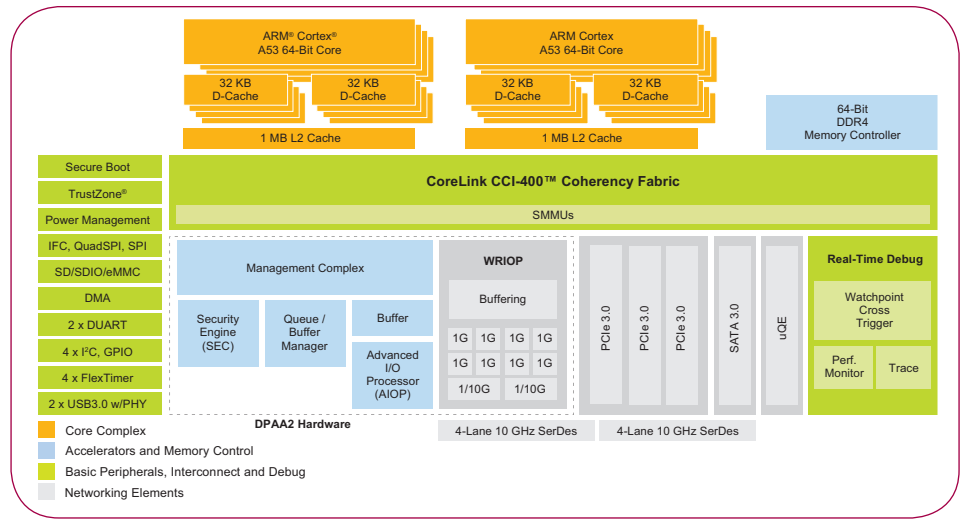 ARM® Cortex®
A53 64-Bit Core
32 KB
D-Cache
32 KB
D-Cache
1 MB L2 Cache
ARM Cortex
A53 64-Bit Core
32 KB
D-Cache
32 KB
D-Cache
1 MB L2 Cache
64-Bit
DDR4
Memory Controller
Secure Boot
TrustZone®
Power Management
IFC, QuadSPI, SPI
SD/SDIO/eMMC
DMA
2 x DUART
4 x I²C, GPIO
4 x FlexTimer
2 x USB3.0 w/PHY
CoreLink CCI-400™ Coherency Fabric
SMMUs
Management Complex
Security
Engine
(SEC)
Queue /
Buffer
Manager
Buffer
Advanced
I/O
Processor
(AIOP)
DPAA2 Hardware
WRIOP
Buffering
1G 1G 1G 1G
1G 1G 1G 1G
1/10G 1/10G
PCIe 3.0
PCIe 3.0
PCIe 3.0
SATA 3.0
uQE
Real-Time Debug
Watchpoint
Cross
Trigger
Perf.
Monitor
Trace
4-Lane 10 GHz SerDes
4-Lane 10 GHz SerDes
Core Complex
Accelerators and Memory Control
Basic Peripherals, Interconnect and Debug
Networking Elements